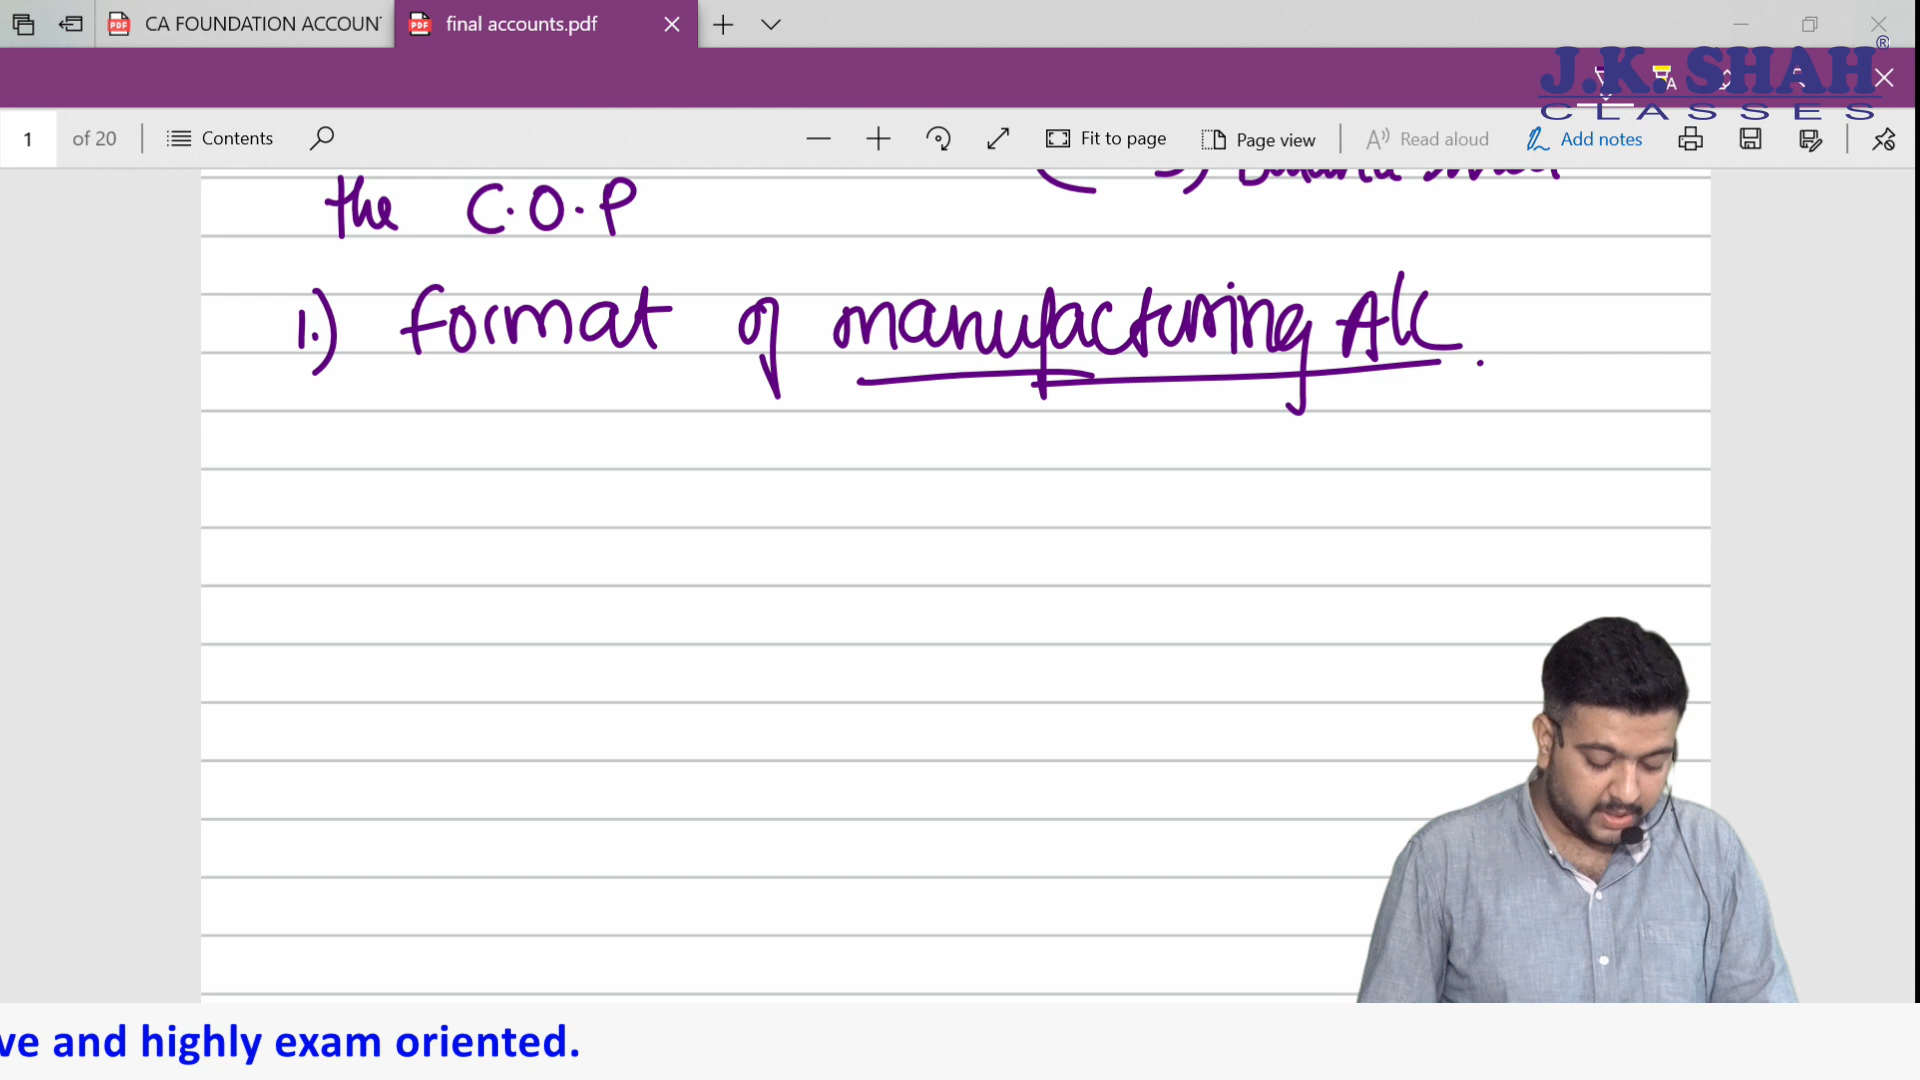 CA FOUNDATION ACCOUN
final accounts.pdf
J.K. SHAH®
CLASSES
1 of 20
Contents
Fit to page
Page view
Read aloud
Add notes
the C.O.P
1.) format of manufacturing A/c.
ve and highly exam oriented.